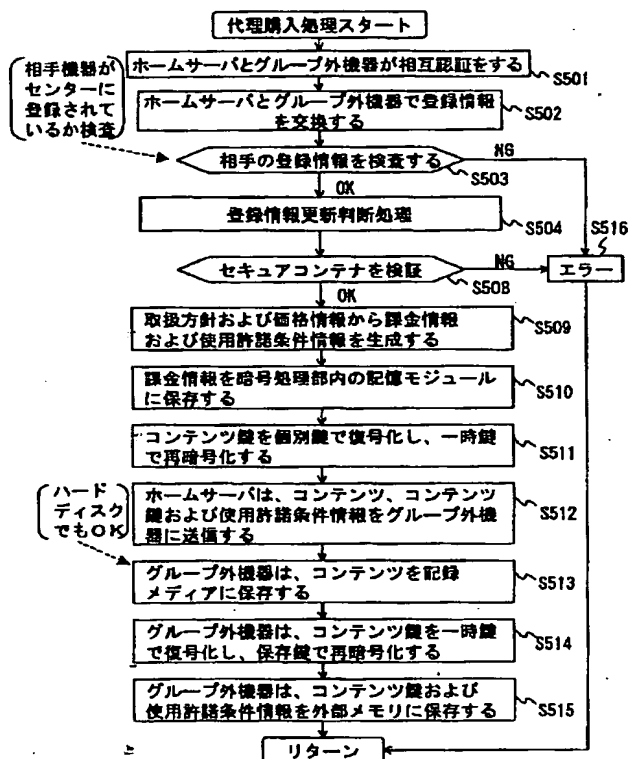 代理購入処理スタート
相手機器が
センターに
登録されて
いるか検査
ホームサーバとグループ外機器が相互認証をする
S501
ホームサーバとグループ外機器で登録情報
を交換する
S502
相手の登録情報を検査する
NG
S503
OK
登録情報更新判断処理
S504
S516
セキュアコンテナを検証
NG
エラー
S508
OK
取扱方針および価格情報から課金情報
および使用許諾条件情報を生成する
S509
課金情報を暗号処理部内の記憶モジュール
に保存する
S510
コンテンツ鍵を個別鍵で復号化し、一時鍵
で再暗号化する
S511
ハード
ディスク
でもOK
ホームサーバは、コンテンツ、コンテンツ
鍵および使用許諾条件情報をグループ外機
器に送信する
S512
グループ外機器は、コンテンツを記録
メディアに保存する
S513
グループ外機器は、コンテンツ鍵を一時鍵
で復号化し、保存鍵で再暗号化する
S514
グループ外機器は、コンテンツ鍵および
使用許諾条件情報を外部メモリに保存する
S515
リターン